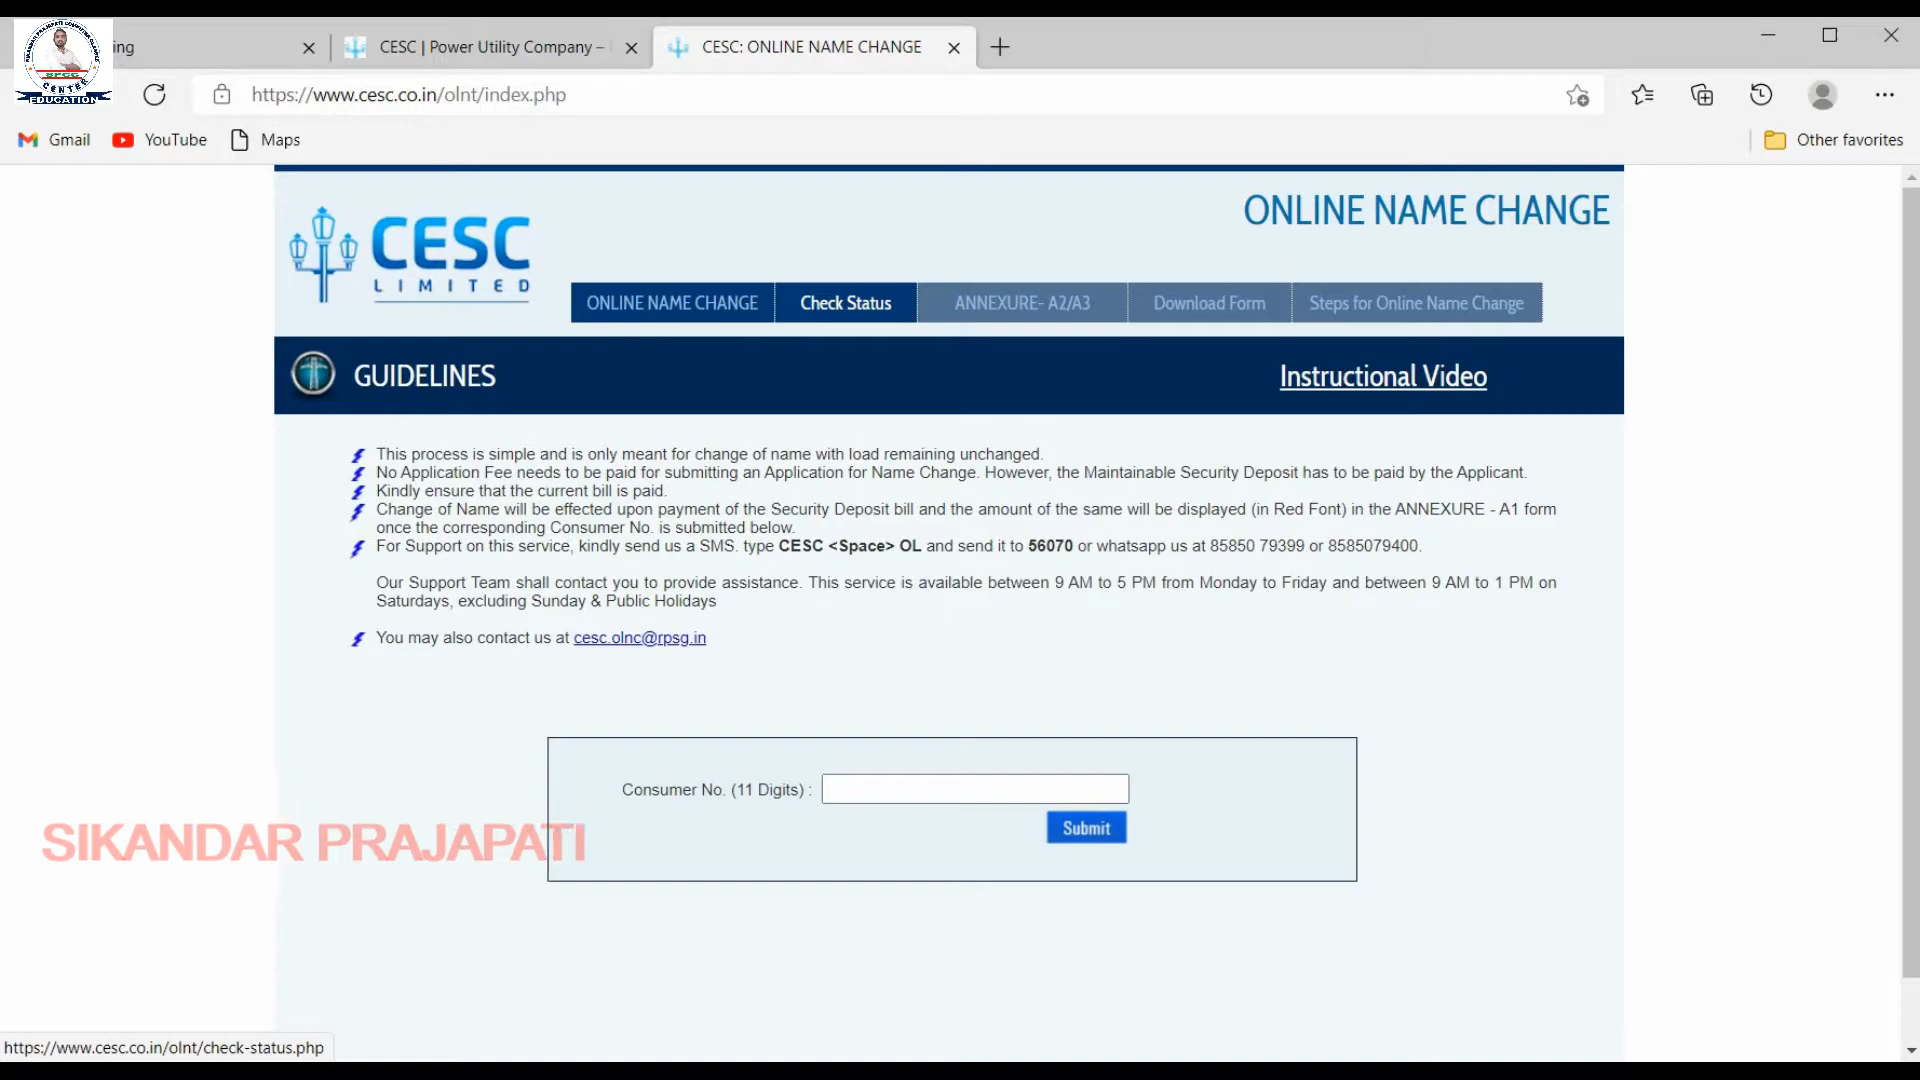 ing
CESC | Power Utility Company –
CESC: ONLINE NAME CHANGE
https://www.cesc.co.in/olnt/index.php
Gmail
YouTube
Maps
Other favorites
SPCC
CENTER
EDUCATION
CESC
LIMITED
ONLINE NAME CHANGE
ONLINE NAME CHANGE
Check Status
ANNEXURE- A2/A3
Download Form
Steps for Online Name Change
GUIDELINES
Instructional Video
This process is simple and is only meant for change of name with load remaining unchanged.
No Application Fee needs to be paid for submitting an Application for Name Change. However, the Maintainable Security Deposit has to be paid by the Applicant.
Kindly ensure that the current bill is paid.
Change of Name will be effected upon payment of the Security Deposit bill and the amount of the same will be displayed (in Red Font) in the ANNEXURE - A1 form
once the corresponding Consumer No. is submitted below.
For Support on this service, kindly send us a SMS. type CESC <Space> OL and send it to 56070 or whatsapp us at 85850 79399 or 8585079400.
Our Support Team shall contact you to provide assistance. This service is available between 9 AM to 5 PM from Monday to Friday and between 9 AM to 1 PM on
Saturdays, excluding Sunday & Public Holidays
You may also contact us at cesc.olnc@rpsg.in
Consumer No. (11 Digits) :
Submit
SIKANDAR PRAJAPATI
https://www.cesc.co.in/olnt/check-status.php